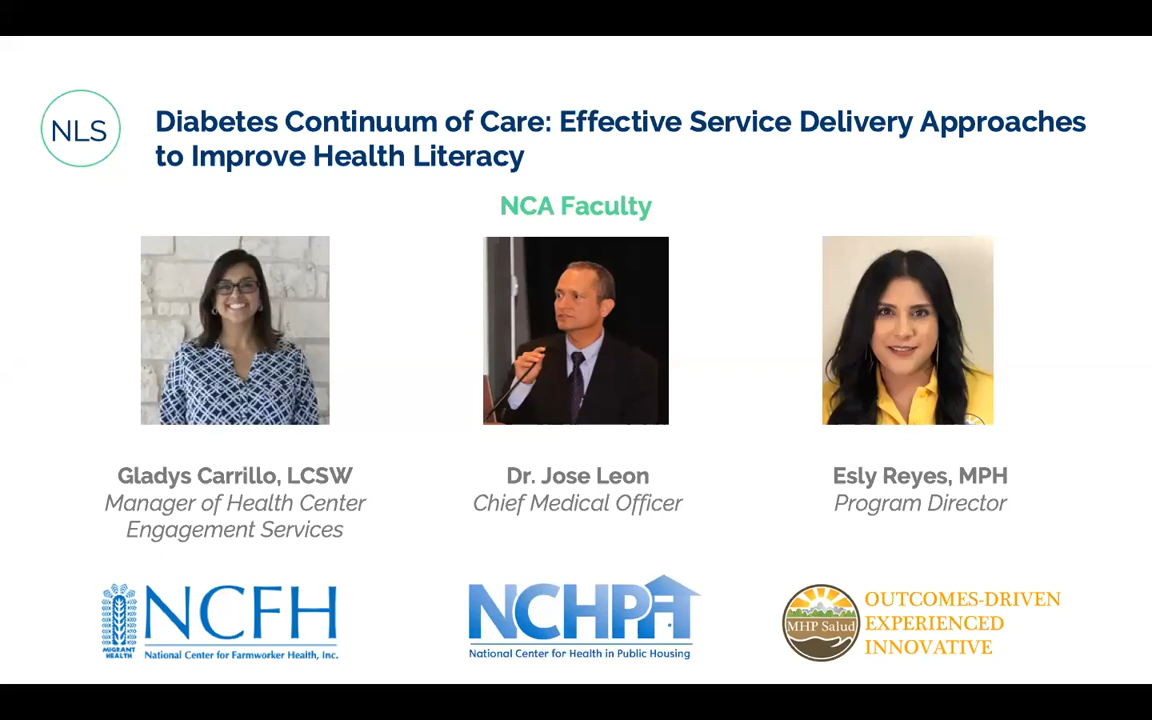 NLS
Diabetes Continuum of Care: Effective Service Delivery Approaches
to Improve Health Literacy
NCA Faculty
Gladys Carrillo, LCSW
Manager of Health Center
Engagement Services
Dr. Jose Leon
Chief Medical Officer
Esly Reyes, MPH
Program Director
MIGRANT
HEALTH
NCFH
National Center for Farmworker Health, Inc.
NCHPH
National Center for Health in Public Housing
MHP Salud
OUTCOMES-DRIVEN
EXPERIENCED
INNOVATIVE